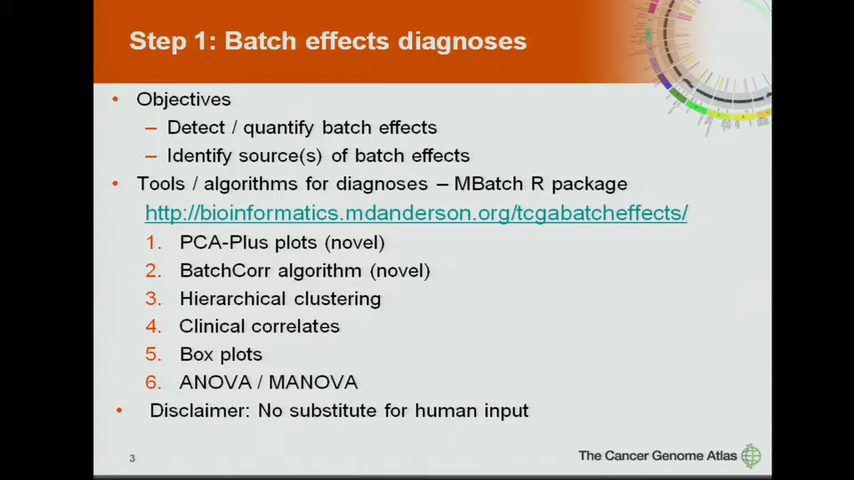 Step 1: Batch effects diagnoses
• Objectives
– Detect / quantify batch effects
– Identify source(s) of batch effects
• Tools / algorithms for diagnoses – MBatch R package
http://bioinformatics.mdanderson.org/tcgabatcheffects/
1. PCA-Plus plots (novel)
2. BatchCorr algorithm (novel)
3. Hierarchical clustering
4. Clinical correlates
5. Box plots
6. ANOVA / MANOVA
• Disclaimer: No substitute for human input
3
The Cancer Genome Atlas